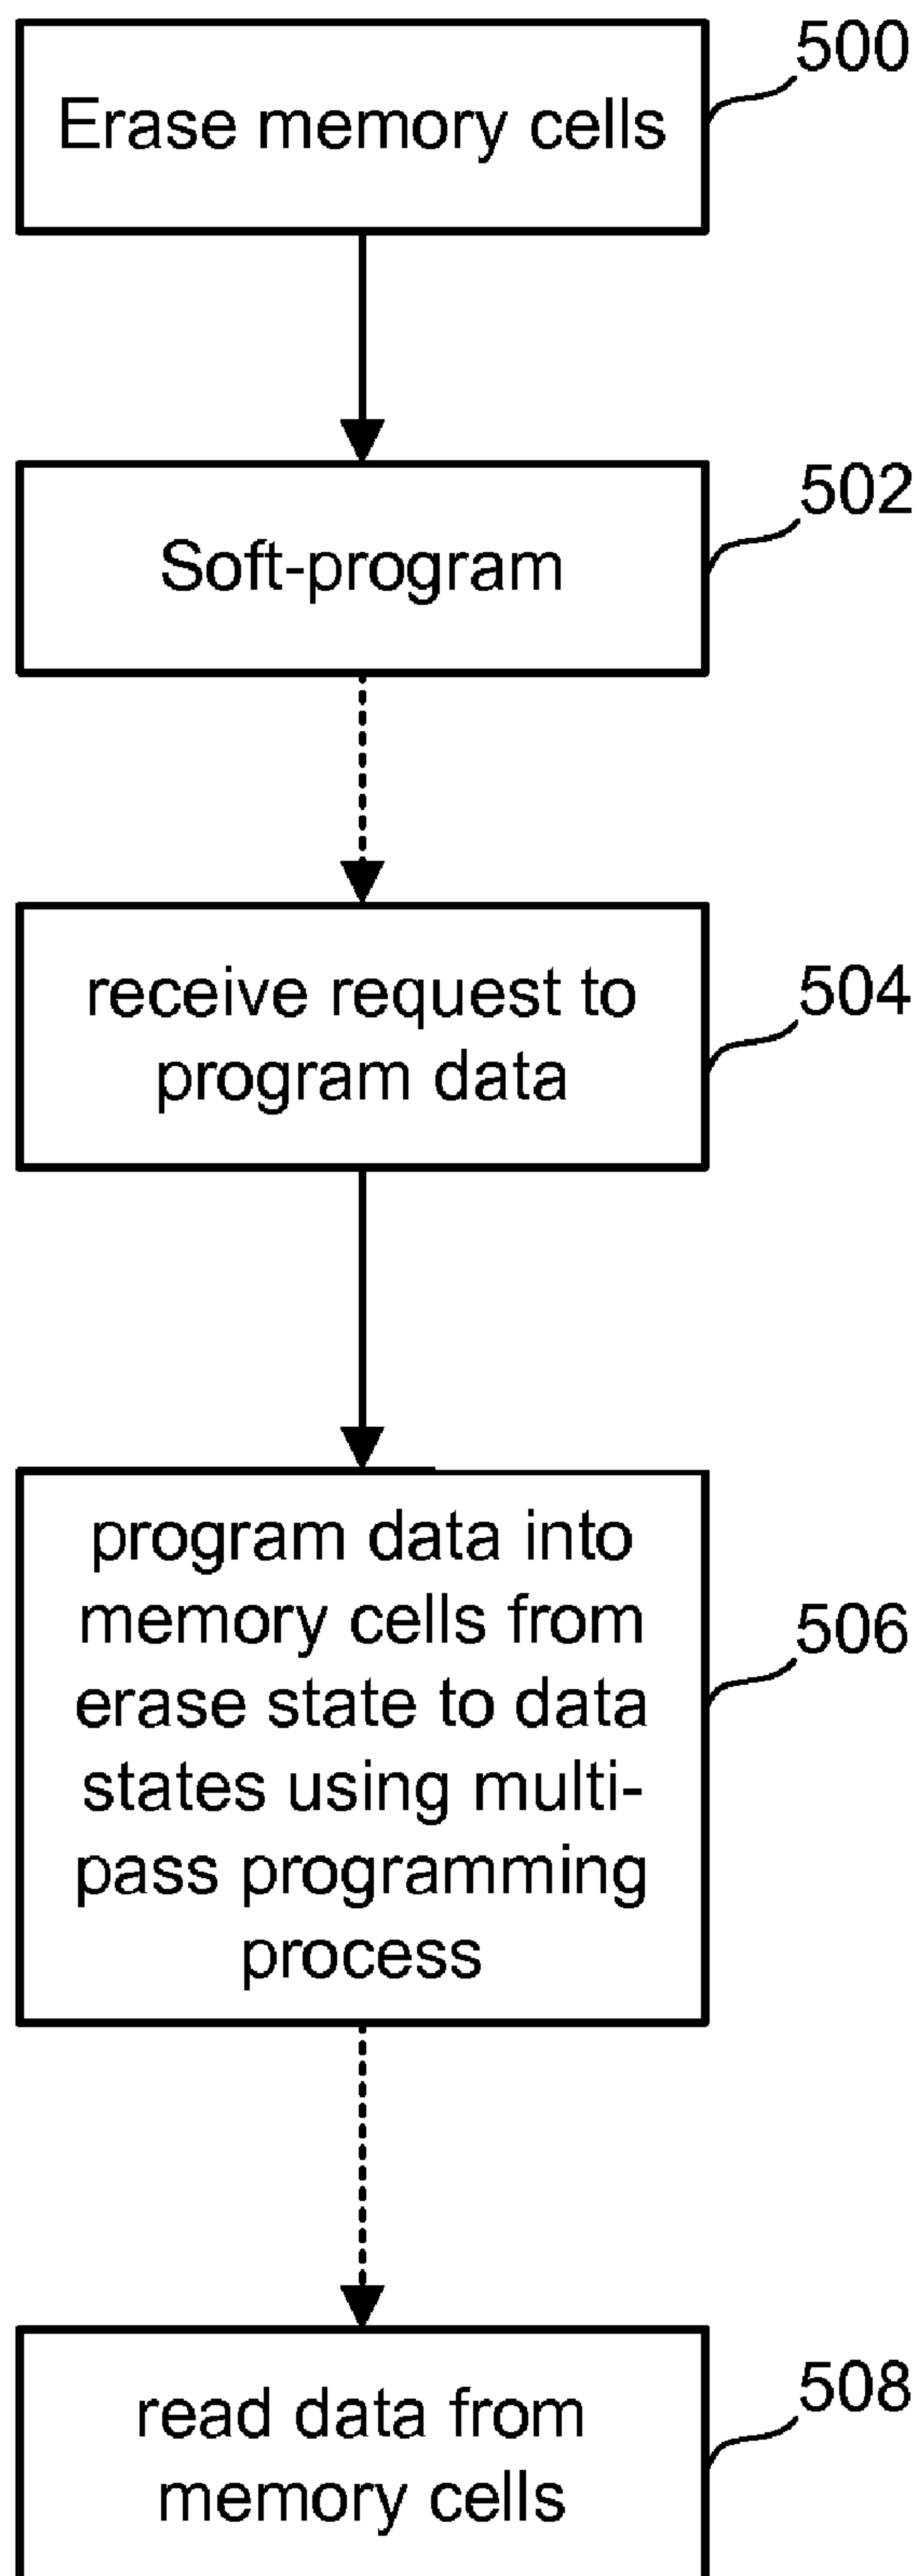 500
Erase memory cells
502
Soft-program
504
receive request to
program data
506
program data into
memory cells from
erase state to data
states using multi-
pass programming
process
508
read data from
memory cells